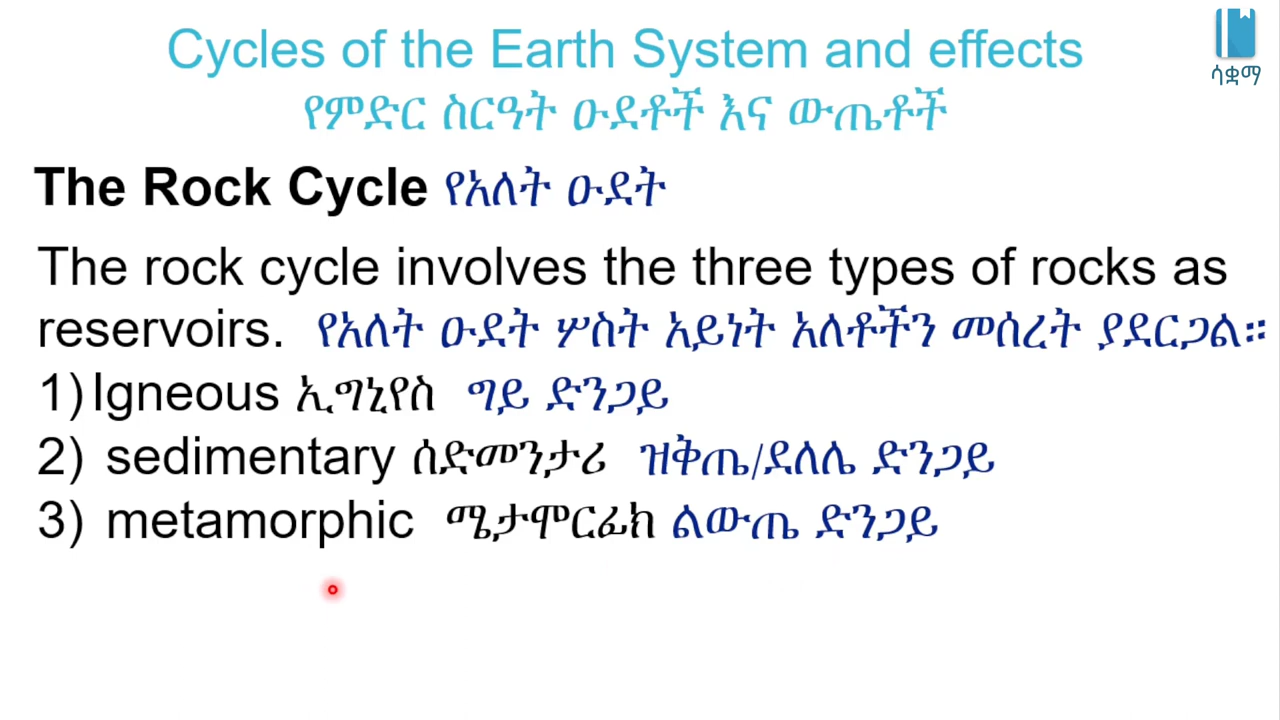 Cycles of the Earth System and effects
የምድር ስርዓት ዑደቶች እና ውጤቶች
ሳቋማ
The Rock Cycle የአለት ዑደት
The rock cycle involves the three types of rocks as
reservoirs. የአለት ዑደት ሦስት አይነት አለቶችን መሰረት ያደርጋል።
1) Igneous ኢግኒየስ ግይ ድንጋይ
2) sedimentary ሰድመንታሪ ዝቅጤ/ደለሌ ድንጋይ
3) metamorphic ሜታሞርፊክ ልውጤ ድንጋይ